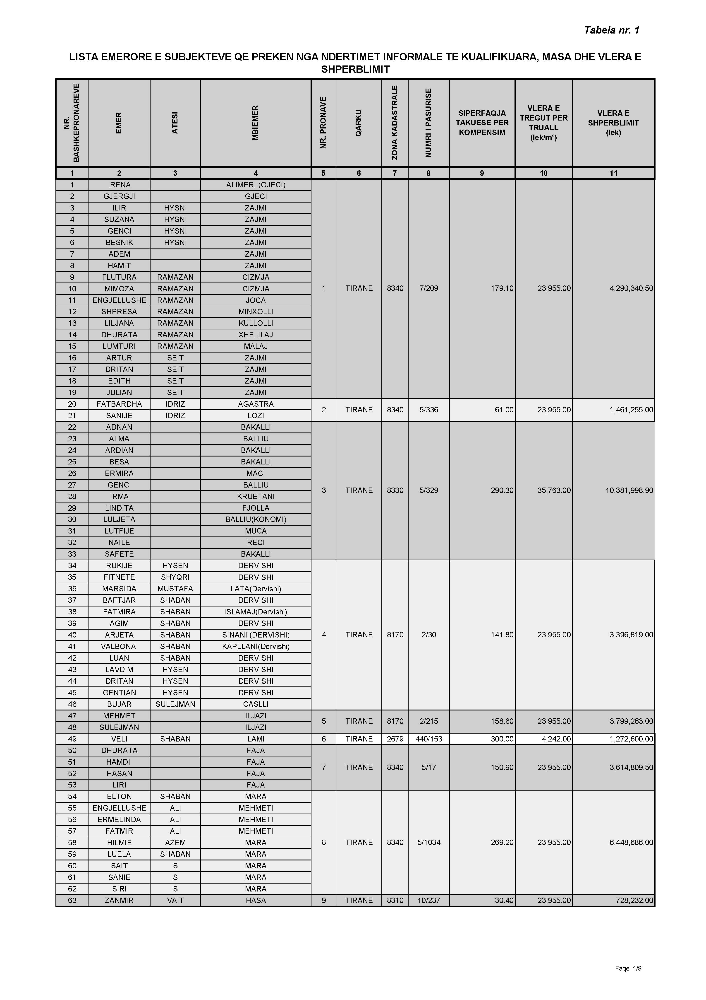 Tabela nr. 1
LISTA EMERORE E SUBJEKTEVE QE PREKEN NGA NDERTIMET INFORMALE TE KUALIFIKUARA, MASA DHE VLERA E
SHPERBLIMIT
NR. BASHKEPRONAREVE EMER ATESI MBIEMER NR. PRONAVE QARKU ZONA KADASTRALE NUMRI I PASURISE SIPERFAQJA TAKUESE PER KOMPENSIM VLERA E TREGUT PER TRUALL (lek/m²) VLERA E SHPERBLIMIT (lek)
1 2 3 4 5 6 7 8 9 10 11
1 IRENA ALIMERI (GJECI)
2 GJERGJI GJECI
3 ILIR HYSNI ZAJMI
4 SUZANA HYSNI ZAJMI
5 GENCI HYSNI ZAJMI
6 BESNIK HYSNI ZAJMI
7 ADEM ZAJMI
8 HAMIT ZAJMI
9 FLUTURA RAMAZAN CIZMJA
10 MIMOZA RAMAZAN CIZMJA 1 TIRANE 8340 7/209 179.10 23,955.00 4,290,340.50
11 ENGJELLUSHE RAMAZAN JOCA
12 SHPRESA RAMAZAN MINXOLLI
13 LILJANA RAMAZAN KULLOLLI
14 DHURATA RAMAZAN XHELILAJ
15 LUMTURI RAMAZAN MALAJ
16 ARTUR SEIT ZAJMI
17 DRITAN SEIT ZAJMI
18 EDITH SEIT ZAJMI
19 JULIAN SEIT ZAJMI
20 FATBARDHA IDRIZ AGASTRA 2 TIRANE 8340 5/336 61.00 23,955.00 1,461,255.00
21 SANIJE IDRIZ LOZI
22 ADNAN BAKALLI
23 ALMA BALLIU
24 ARDIAN BAKALLI
25 BESA BAKALLI
26 ERMIRA MACI
27 GENCI BALLIU 3 TIRANE 8330 5/329 290.30 35,763.00 10,381,998.90
28 IRMA KRUETANI
29 LINDITA FJOLLA
30 LULJETA BALLIU(KONOMI)
31 LUTFIJE MUCA
32 NAILE RECI
33 SAFETE BAKALLI
34 RUKIJE HYSEN DERVISHI
35 FITNETE SHYQRI DERVISHI
36 MARSIDA MUSTAFA LATA(Dervishi)
37 BAFTJAR SHABAN DERVISHI
38 FATMIRA SHABAN ISLAMAJ(Dervishi)
39 AGIM SHABAN DERVISHI
40 ARJETA SHABAN SINANI (DERVISHI) 4 TIRANE 8170 2/30 141.80 23,955.00 3,396,819.00
41 VALBONA SHABAN KAPLLANI(Dervishi)
42 LUAN SHABAN DERVISHI
43 LAVDIM HYSEN DERVISHI
44 DRITAN HYSEN DERVISHI
45 GENTIAN HYSEN DERVISHI
46 BUJAR SULEJMAN CASLLI
47 MEHMET ILJAZI 5 TIRANE 8170 2/215 158.60 23,955.00 3,799,263.00
48 SULEJMAN ILJAZI
49 VELI SHABAN LAMI 6 TIRANE 2679 440/153 300.00 4,242.00 1,272,600.00
50 DHURATA FAJA
51 HAMDI FAJA 7 TIRANE 8340 5/17 150.90 23,955.00 3,614,809.50
52 HASAN FAJA
53 LIRI FAJA
54 ELTON SHABAN MARA
55 ENGJELLUSHE ALI MEHMETI
56 ERMELINDA ALI MEHMETI
57 FATMIR ALI MEHMETI
58 HILMIE AZEM MARA 8 TIRANE 8340 5/1034 269.20 23,955.00 6,448,686.00
59 LUELA SHABAN MARA
60 SAIT S MARA
61 SANIE S MARA
62 SIRI S MARA
63 ZANMIR VAIT HASA 9 TIRANE 8310 10/237 30.40 23,955.00 728,232.00
Faqe 1/9